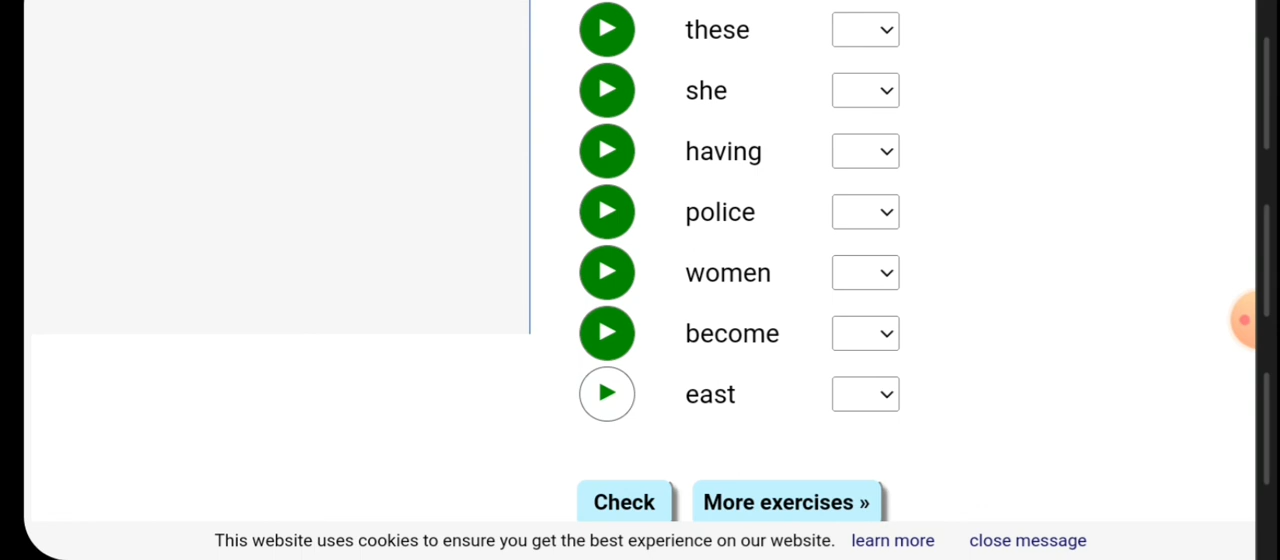 these
she
having
police
women
become
east
Check More exercises »
This website uses cookies to ensure you get the best experience on our website. learn more close message